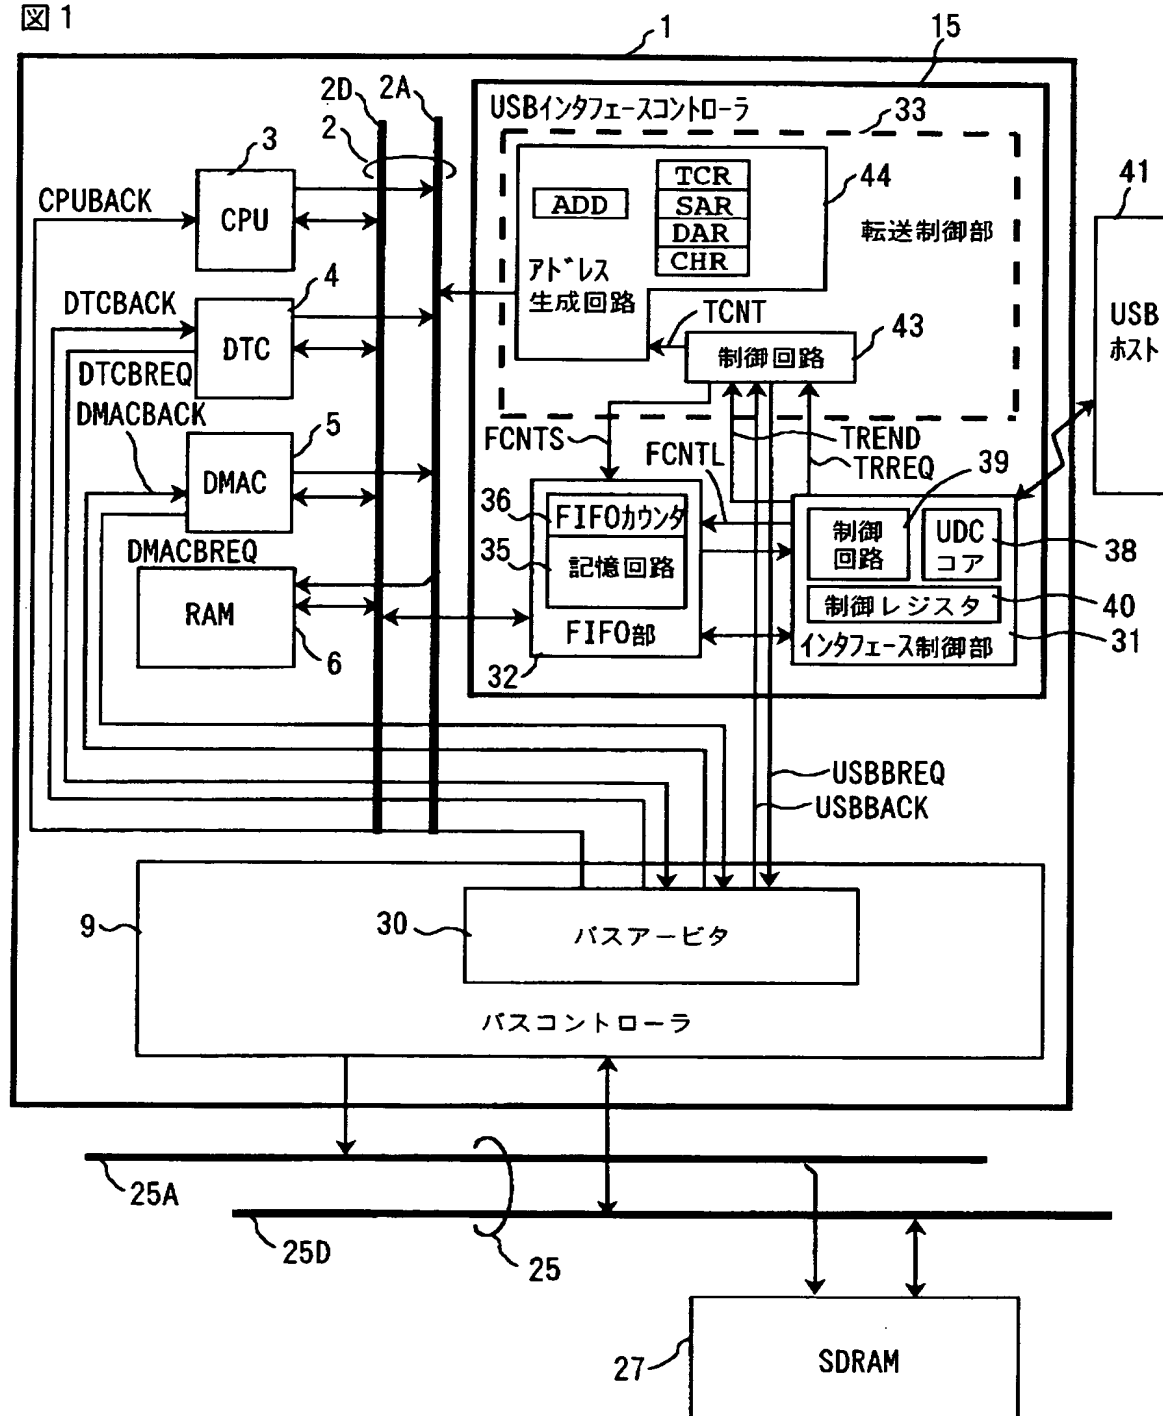 図1
1
15
2D
2A
2
USBインタフェースコントローラ
33
3
CPUBACK
CPU
ADD
TCR
SAR
DAR
CHR
44
転送制御部
41
アドレス
生成回路
4
DTCBACK
DTC
DTCBREQ
TCNT
制御回路
43
USB
ホスト
DMACBACK
5
DMAC
DMACBREQ
FCNTS
FCNTL
TREND
TRREQ
39
36
FIFOカウンタ
35
記憶回路
FIFO部
32
制御
回路
UDC
コア
38
制御レジスタ
40
インタフェース制御部
31
RAM
6
USBBREQ
USBBACK
9
30
バスアービタ
バスコントローラ
25A
25D
25
27
SDRAM